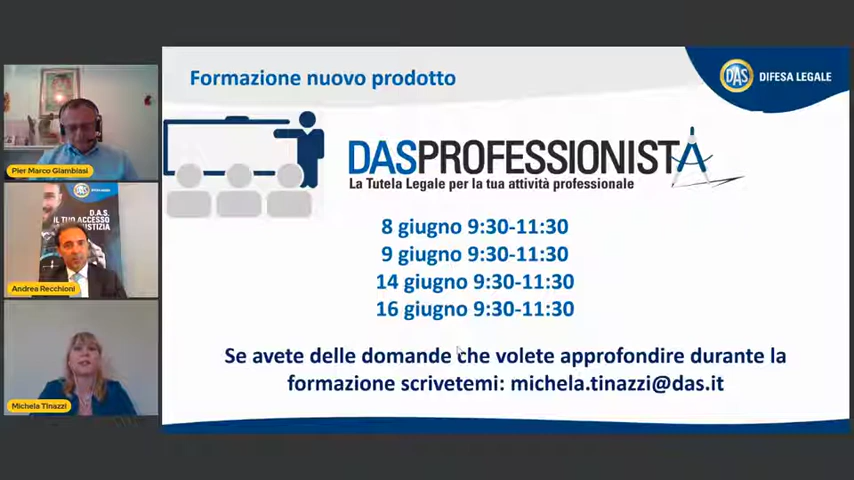 Formazione nuovo prodotto
DAS DIFESA LEGALE
DASPROFESSIONISTA
La Tutela Legale per la tua attività professionale
8 giugno 9:30-11:30
9 giugno 9:30-11:30
14 giugno 9:30-11:30
16 giugno 9:30-11:30
Se avete delle domande che volete approfondire durante la
formazione scrivetemi: michela.tinazzi@das.it
Pier Marco Giambiasi
D.A.S.
IL TUO ACCESSO
Andrea Recchioni
Michela Tinazzi